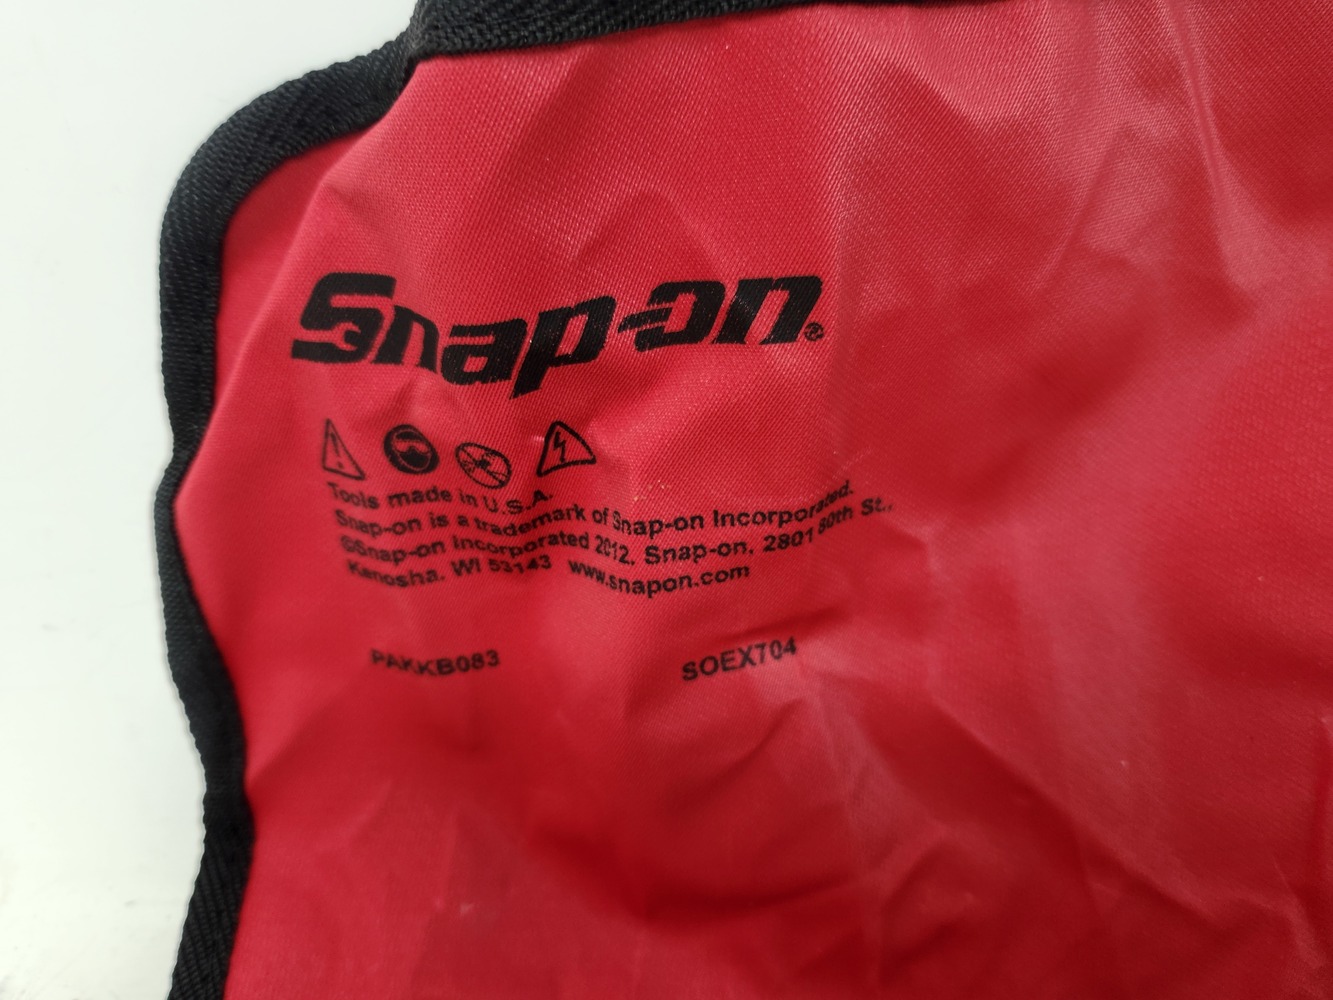 Snap-on®
Tools made in U.S.A.
Snap-on is a trademark of Snap-on Incorporated.
©Snap-on Incorporated 2012. Snap-on, 2801 80th St.,
Kenosha. WI 53143 www.snapon.com
PAKKB083 SOEX704